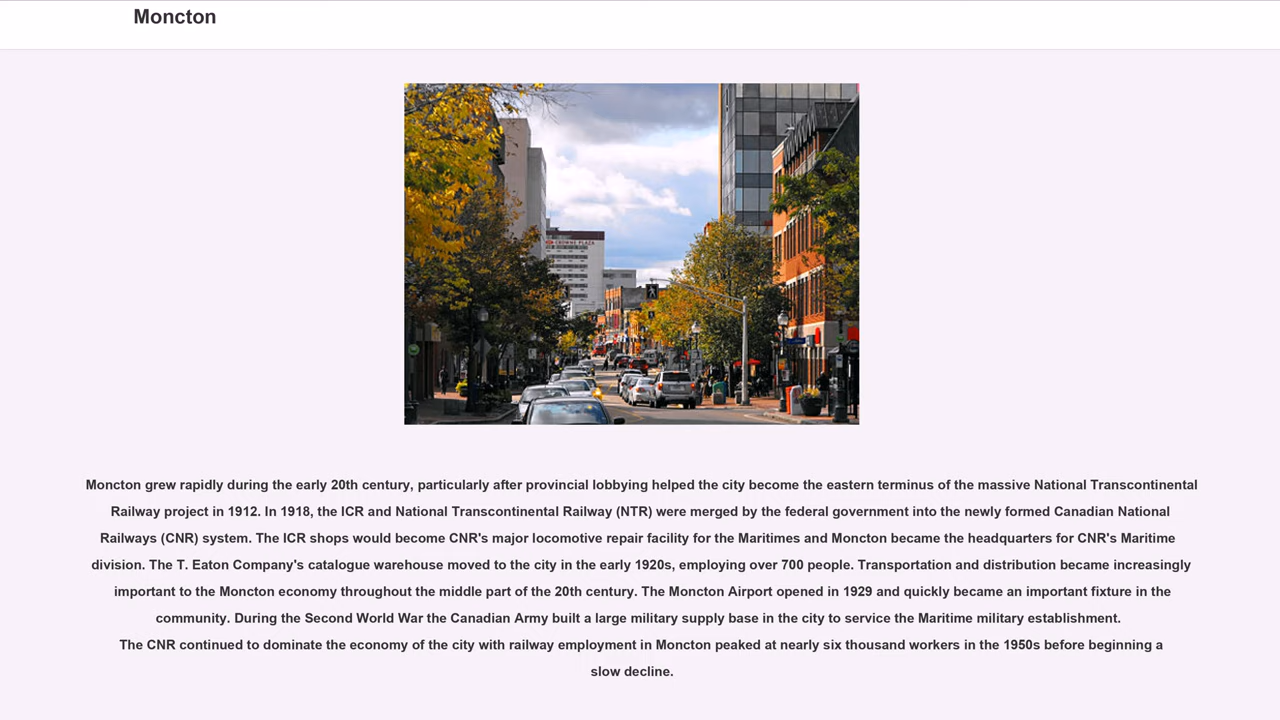 Moncton
CROWNE PLAZA
Moncton grew rapidly during the early 20th century, particularly after provincial lobbying helped the city become the eastern terminus of the massive National Transcontinental
Railway project in 1912. In 1918, the ICR and National Transcontinental Railway (NTR) were merged by the federal government into the newly formed Canadian National
Railways (CNR) system. The ICR shops would become CNR's major locomotive repair facility for the Maritimes and Moncton became the headquarters for CNR's Maritime
division. The T. Eaton Company's catalogue warehouse moved to the city in the early 1920s, employing over 700 people. Transportation and distribution became increasingly
important to the Moncton economy throughout the middle part of the 20th century. The Moncton Airport opened in 1929 and quickly became an important fixture in the
community. During the Second World War the Canadian Army built a large military supply base in the city to service the Maritime military establishment.
The CNR continued to dominate the economy of the city with railway employment in Moncton peaked at nearly six thousand workers in the 1950s before beginning a
slow decline.